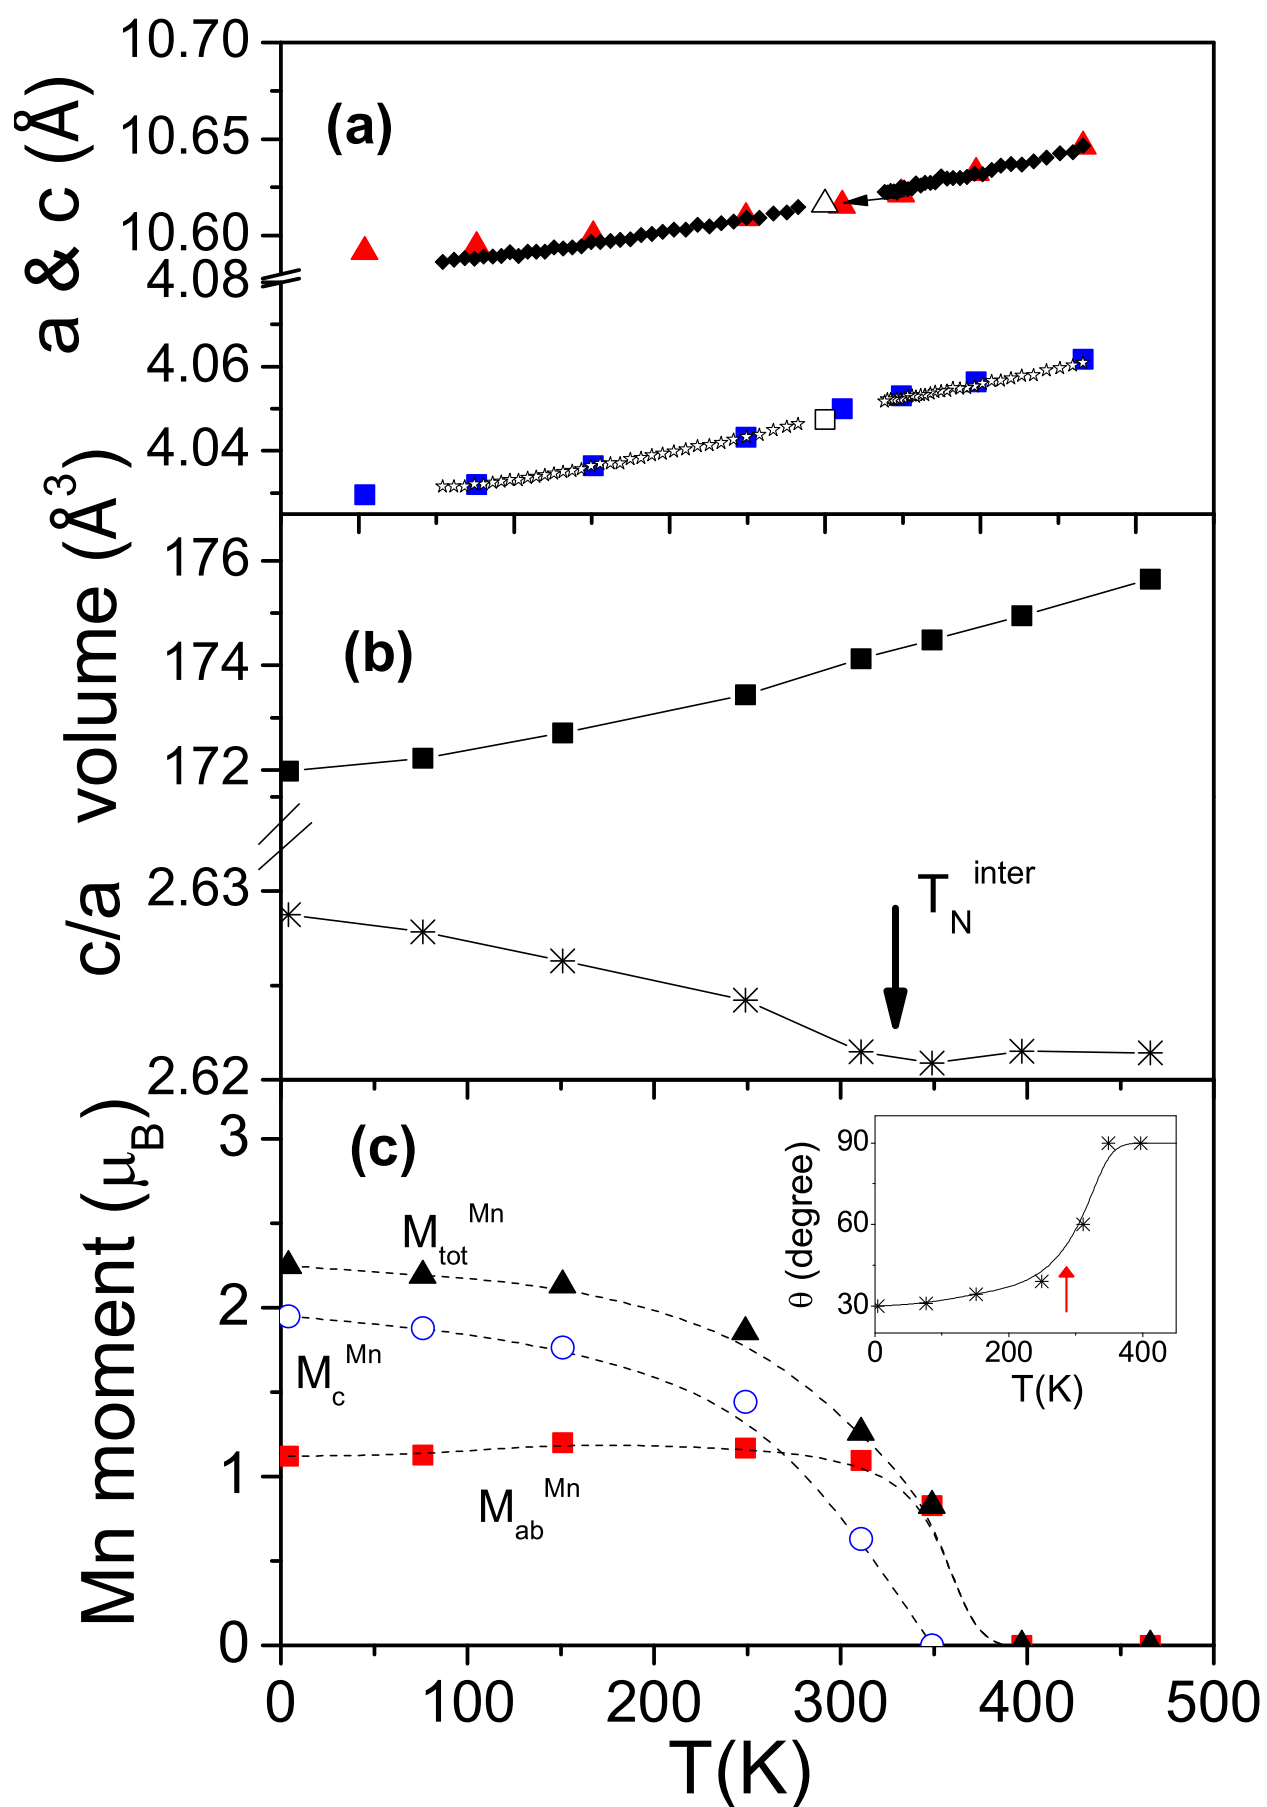 a & c (Å)
10.70
10.65
10.60
4.08
4.06
4.04
(a)
volume (Å³)
176
174
172
(b)
c/a
2.63
2.62
T_N^inter
Mn moment (μ_B)
3
2
1
0
(c)
M_tot^Mn
M_c^Mn
M_ab^Mn
θ (degree)
90
60
30
0 200 400
T(K)
0 100 200 300 400 500
T(K)